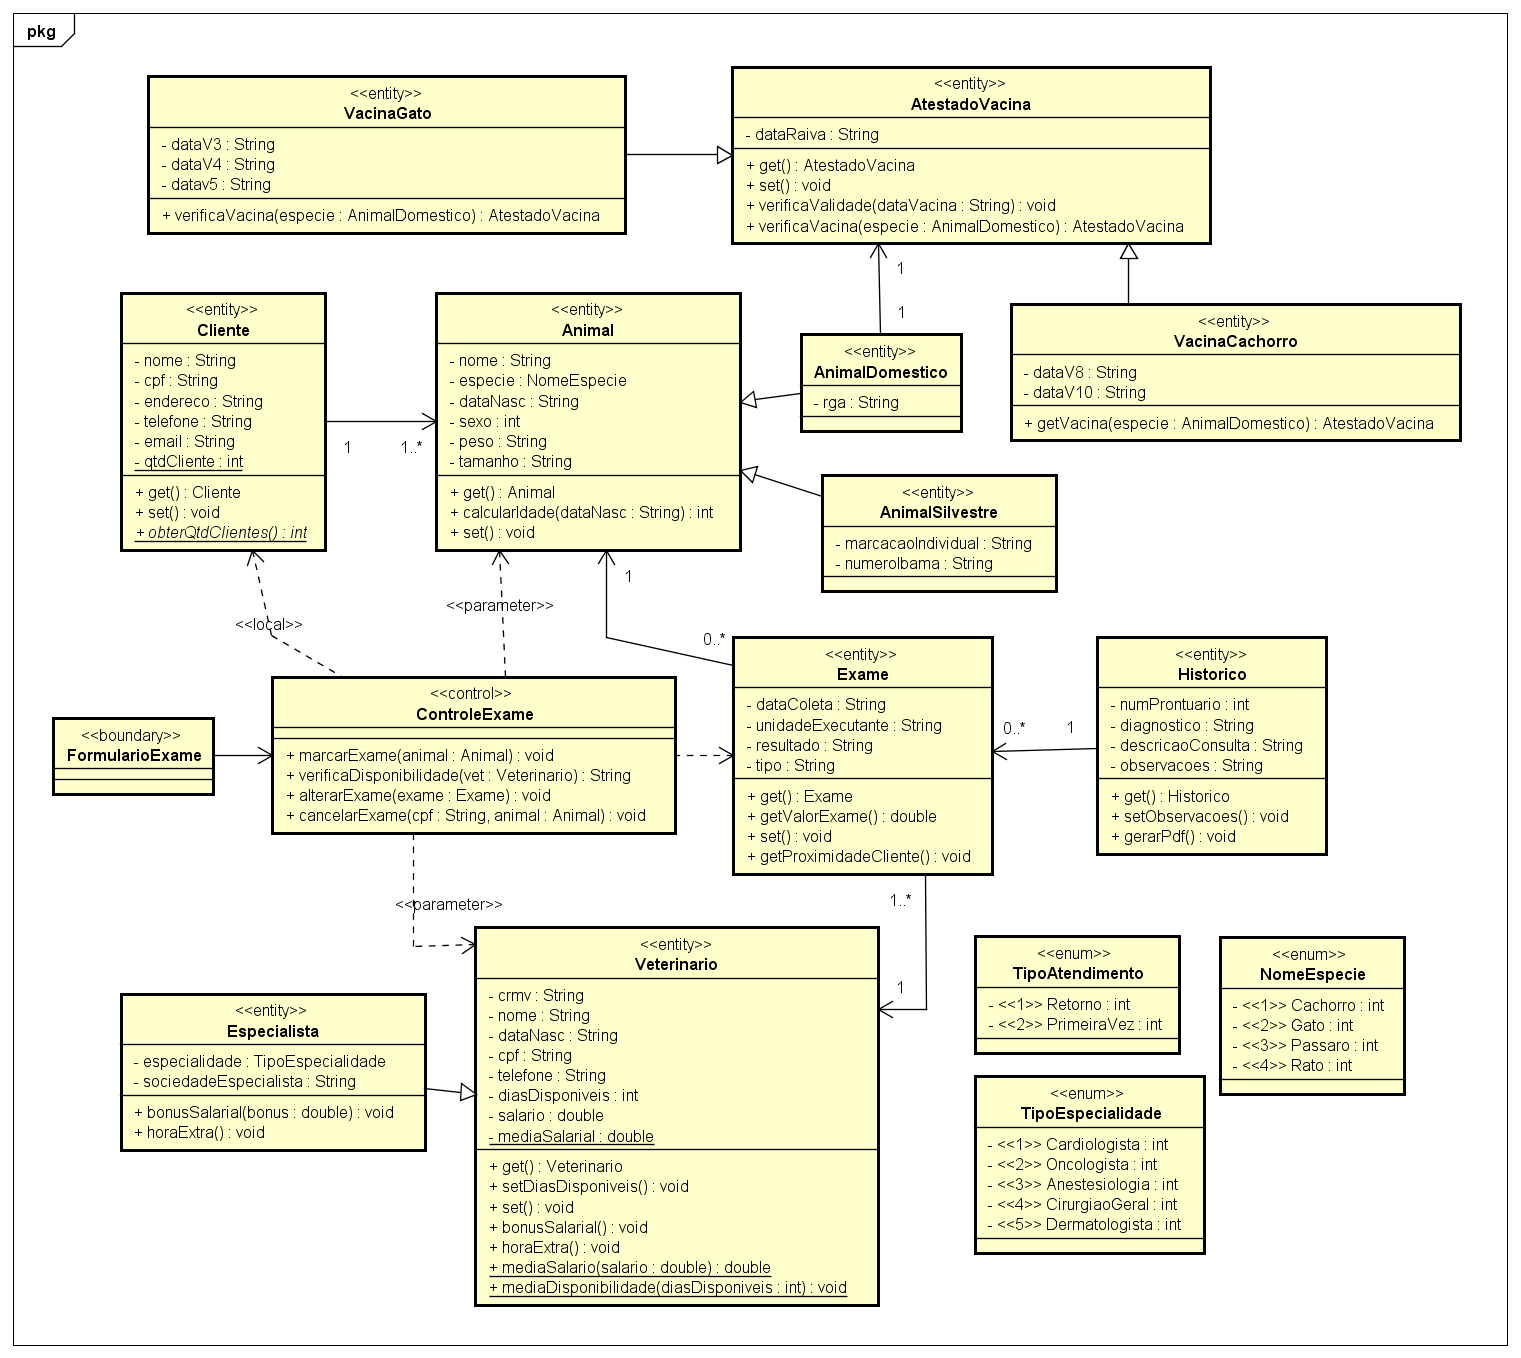 pkg
<<entity>>
VacinaGato
- dataV3 : String
- dataV4 : String
- datav5 : String
+ verificaVacina(especie : AnimalDomestico) : AtestadoVacina
<<entity>>
AtestadoVacina
- dataRaiva : String
+ get() : AtestadoVacina
+ set() : void
+ verificaValidade(dataVacina : String) : void
+ verificaVacina(especie : AnimalDomestico) : AtestadoVacina
1
1
<<entity>>
Cliente
- nome : String
- cpf : String
- endereco : String
- telefone : String
- email : String
- qtdCliente : int
+ get() : Cliente
+ set() : void
+ obterQtdClientes() : int
1
1..*
<<entity>>
Animal
- nome : String
- especie : NomeEspecie
- dataNasc : String
- sexo : int
- peso : String
- tamanho : String
+ get() : Animal
+ calcularIdade(dataNasc : String) : int
+ set() : void
<<entity>>
AnimalDomestico
- rga : String
<<entity>>
VacinaCachorro
- dataV8 : String
- dataV10 : String
+ getVacina(especie : AnimalDomestico) : AtestadoVacina
<<entity>>
AnimalSilvestre
- marcacaoIndividual : String
- numeroIbama : String
<<local>>
<<parameter>>
1
0..*
<<boundary>>
FormularioExame
<<control>>
ControleExame
+ marcarExame(animal : Animal) : void
+ verificaDisponibilidade(vet : Veterinario) : String
+ alterarExame(exame : Exame) : void
+ cancelarExame(cpf : String, animal : Animal) : void
<<entity>>
Exame
- dataColeta : String
- unidadeExecutante : String
- resultado : String
- tipo : String
+ get() : Exame
+ getValorExame() : double
+ set() : void
+ getProximidadeCliente() : void
0..*
1
<<entity>>
Historico
- numProntuario : int
- diagnostico : String
- descricaoConsulta : String
- observacoes : String
+ get() : Historico
+ setObservacoes() : void
+ gerarPdf() : void
<<parameter>>
1..*
1
<<entity>>
Especialista
- especialidade : TipoEspecialidade
- sociedadeEspecialista : String
+ bonusSalarial(bonus : double) : void
+ horaExtra() : void
<<entity>>
Veterinario
- crmv : String
- nome : String
- dataNasc : String
- cpf : String
- telefone : String
- diasDisponiveis : int
- salario : double
- mediaSalarial : double
+ get() : Veterinario
+ setDiasDisponiveis() : void
+ set() : void
+ bonusSalarial() : void
+ horaExtra() : void
+ mediaSalario(salario : double) : double
+ mediaDisponibilidade(diasDisponiveis : int) : void
<<enum>>
TipoAtendimento
- <<1>> Retorno : int
- <<2>> PrimeiraVez : int
<<enum>>
NomeEspecie
- <<1>> Cachorro : int
- <<2>> Gato : int
- <<3>> Passaro : int
- <<4>> Rato : int
<<enum>>
TipoEspecialidade
- <<1>> Cardiologista : int
- <<2>> Oncologista : int
- <<3>> Anestesiologia : int
- <<4>> CirurgiaoGeral : int
- <<5>> Dermatologista : int